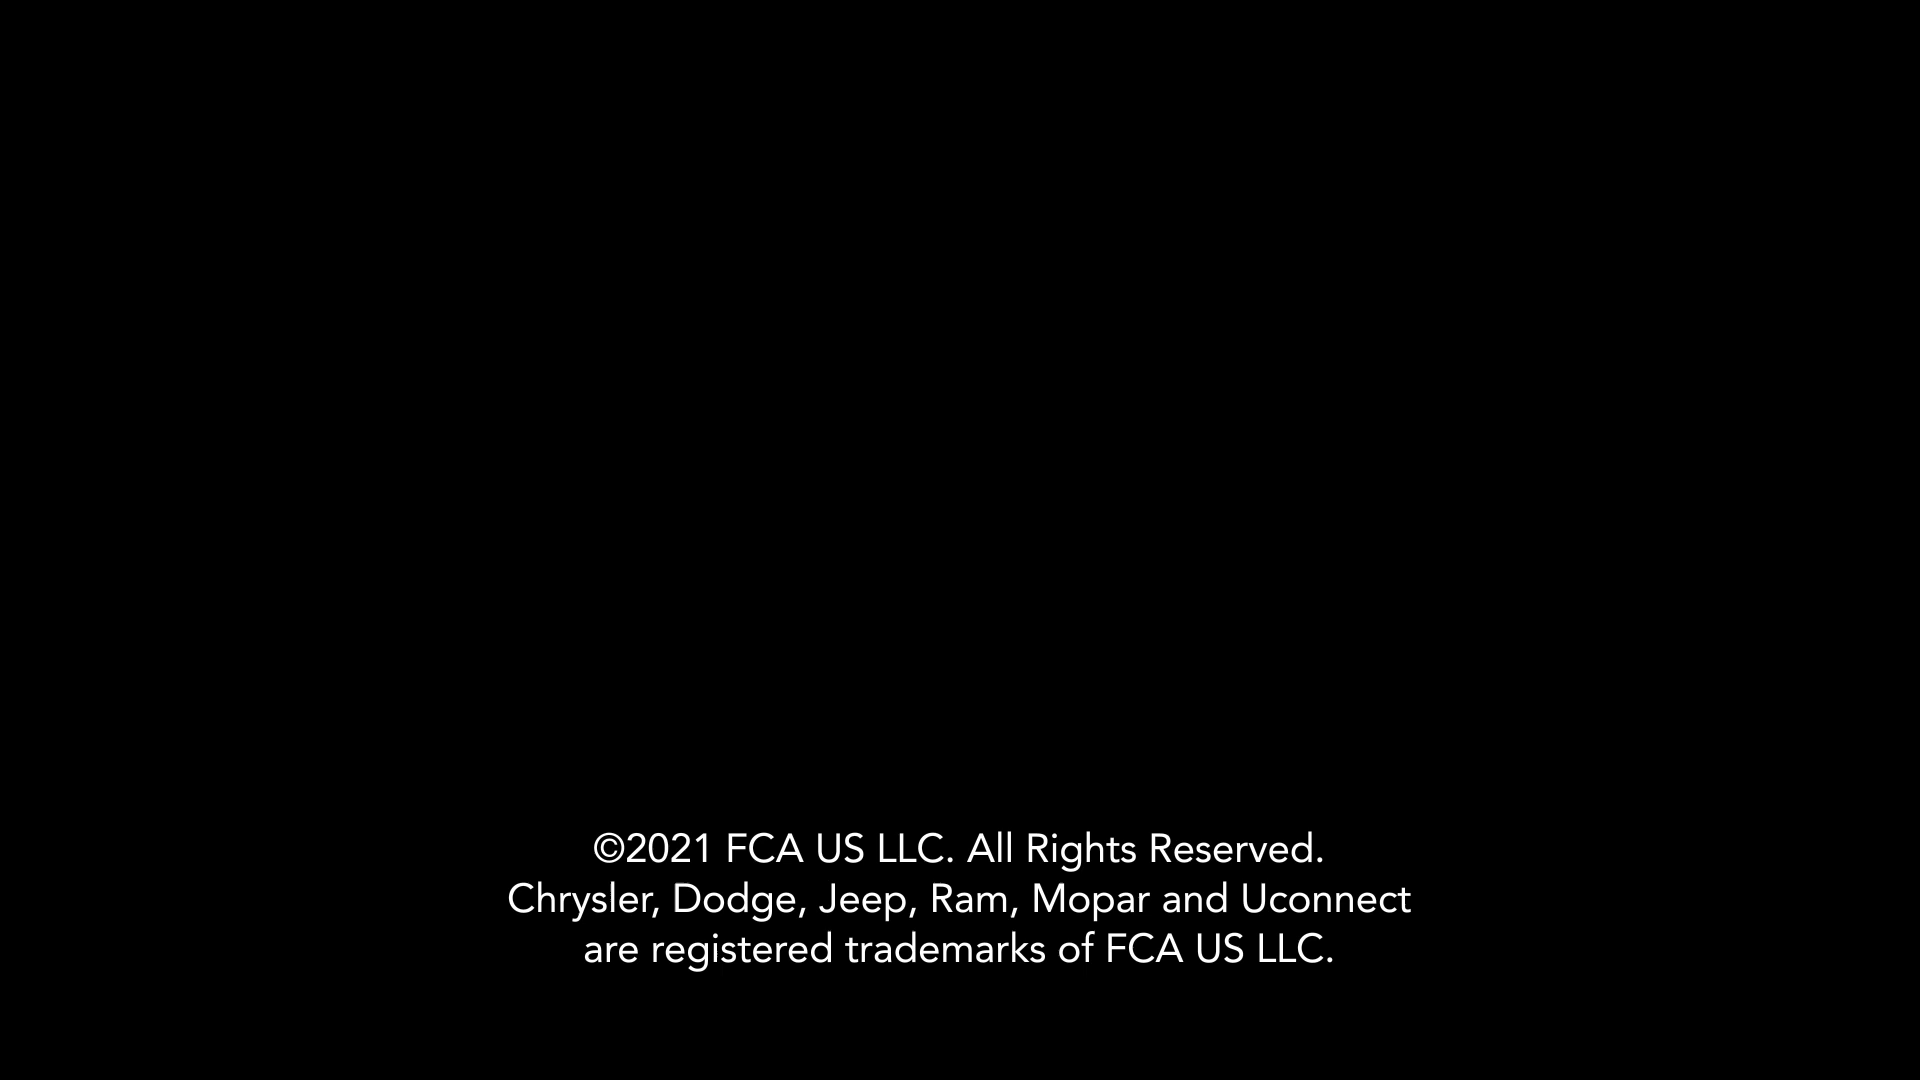 ©2021 FCA US LLC. All Rights Reserved.
Chrysler, Dodge, Jeep, Ram, Mopar and Uconnect
are registered trademarks of FCA US LLC.